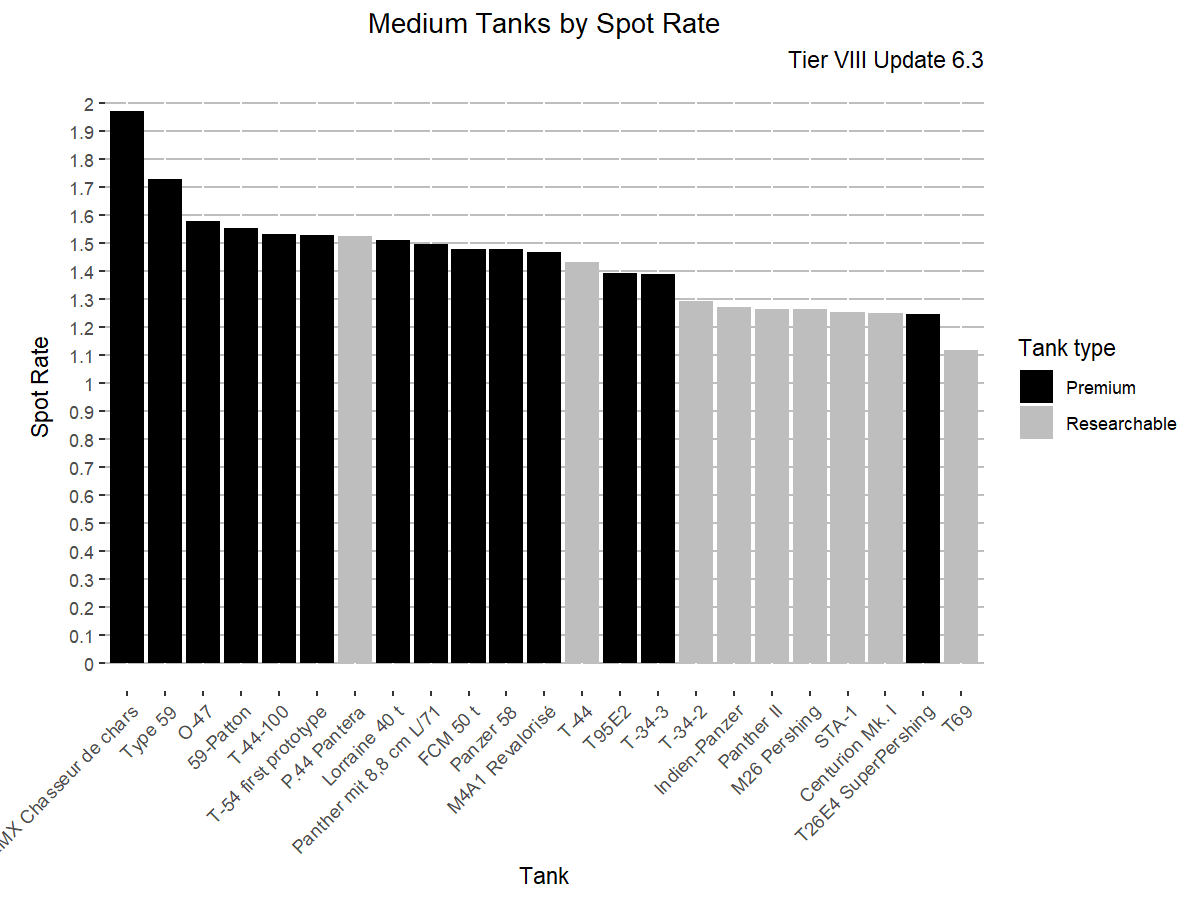 Medium Tanks by Spot Rate
Tier VIII Update 6.3
2
1.9
1.8
1.7
1.6
1.5
1.4
1.3
1.2
1.1
1
0.9
0.8
0.7
0.6
0.5
0.4
0.3
0.2
0.1
0
Spot Rate
MX Chasseur de chars
Type 59
O-47
59-Patton
T-44-100
T-54 first prototype
P.44 Pantera
Lorraine 40 t
Panther mit 8,8 cm L/71
FCM 50 t
Panzer 58
M4A1 Revalorisé
T-44
T95E2
T-34-3
T-34-2
Indien-Panzer
Panther II
M26 Pershing
STA-1
Centurion Mk. I
T26E4 SuperPershing
T69
Tank
Tank type
Premium
Researchable